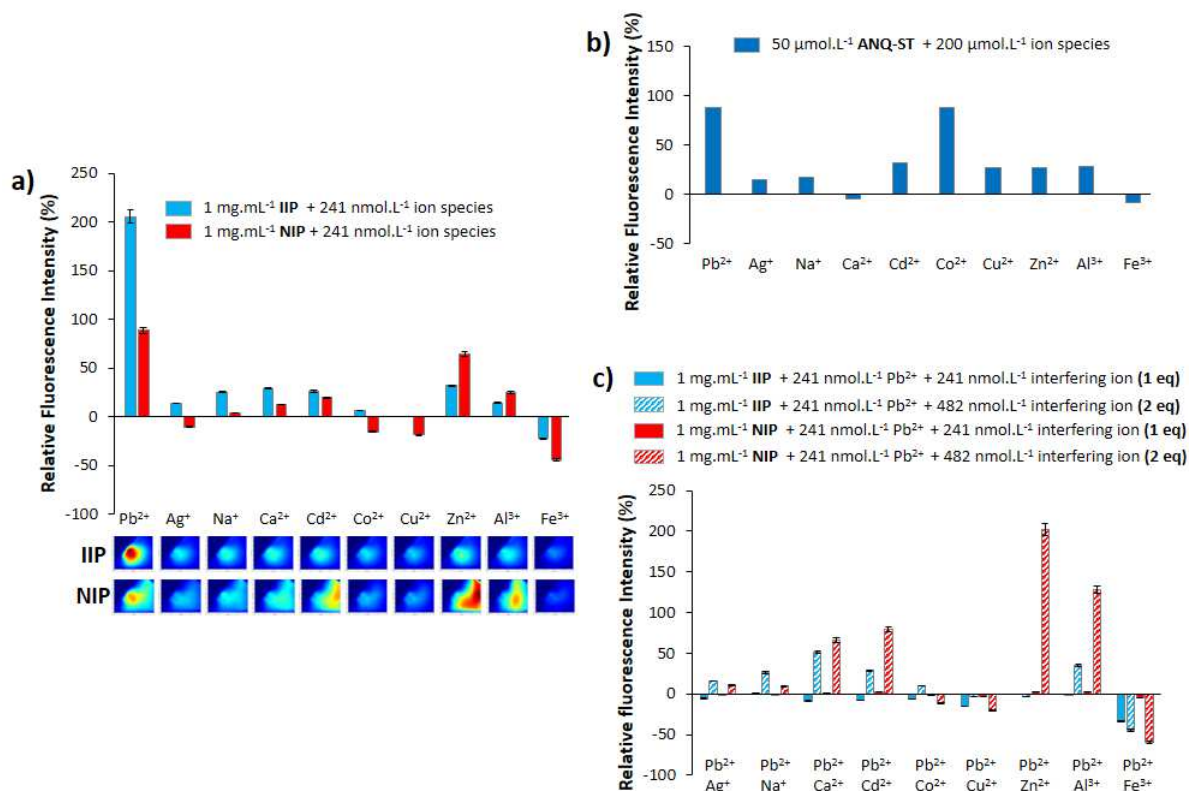 a)
Relative Fluorescence Intensity (%)
250
200
150
100
50
0
-50
-100
1 mg.mL⁻¹ IIP + 241 nmol.L⁻¹ ion species
1 mg.mL⁻¹ NIP + 241 nmol.L⁻¹ ion species
Pb²⁺ Ag⁺ Na⁺ Ca²⁺ Cd²⁺ Co²⁺ Cu²⁺ Zn²⁺ Al³⁺ Fe³⁺
IIP
NIP
b)
Relative Fluorescence Intensity (%)
150
100
50
0
-50
50 µmol.L⁻¹ ANQ-ST + 200 µmol.L⁻¹ ion species
Pb²⁺ Ag⁺ Na⁺ Ca²⁺ Cd²⁺ Co²⁺ Cu²⁺ Zn²⁺ Al³⁺ Fe³⁺
c)
1 mg.mL⁻¹ IIP + 241 nmol.L⁻¹ Pb²⁺ + 241 nmol.L⁻¹ interfering ion (1 eq)
1 mg.mL⁻¹ IIP + 241 nmol.L⁻¹ Pb²⁺ + 482 nmol.L⁻¹ interfering ion (2 eq)
1 mg.mL⁻¹ NIP + 241 nmol.L⁻¹ Pb²⁺ + 241 nmol.L⁻¹ interfering ion (1 eq)
1 mg.mL⁻¹ NIP + 241 nmol.L⁻¹ Pb²⁺ + 482 nmol.L⁻¹ interfering ion (2 eq)
Relative fluorescence Intensity (%)
250
200
150
100
50
0
-50
-100
Pb²⁺ Pb²⁺ Pb²⁺ Pb²⁺ Pb²⁺ Pb²⁺ Pb²⁺ Pb²⁺ Pb²⁺
Ag⁺ Na⁺ Ca²⁺ Cd²⁺ Co²⁺ Cu²⁺ Zn²⁺ Al³⁺ Fe³⁺